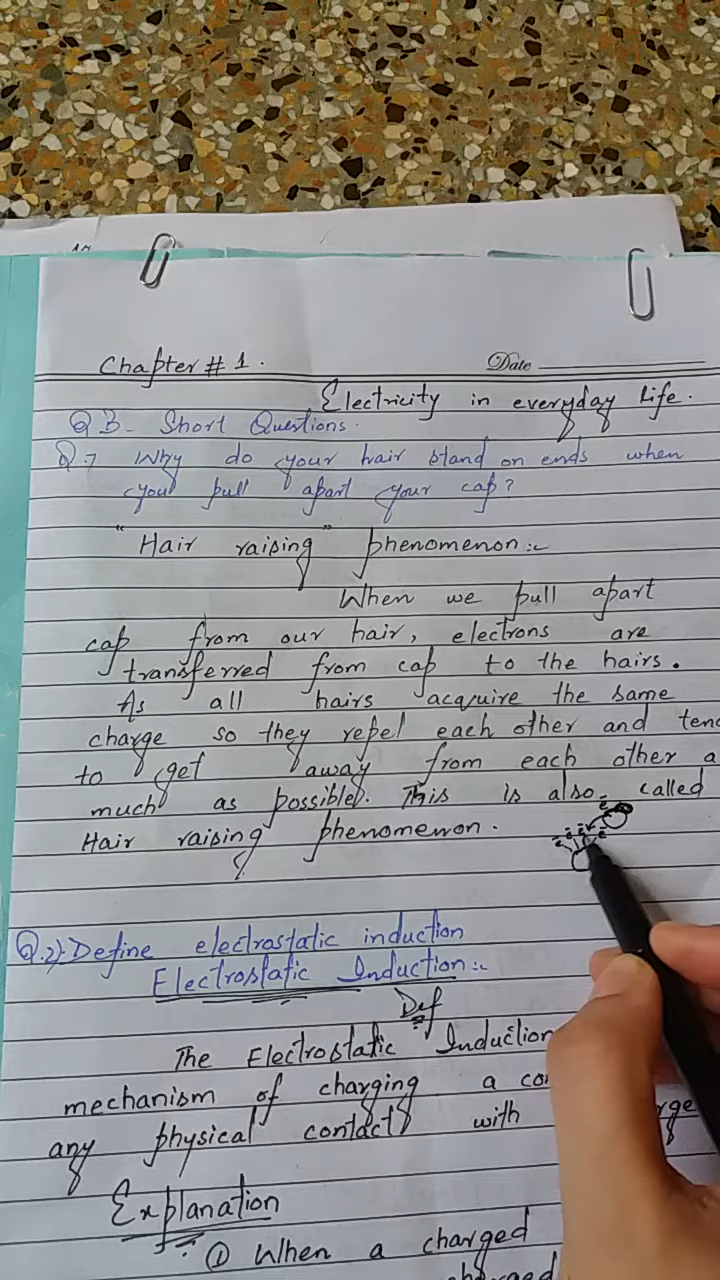 Chapter # 1.
Date
Electricity in everyday life.
Q 3- Short Questions.
Q.1 Why do your hair stand on ends when
you pull apart your cap?
"Hair raising" phenomenon:-
When we pull apart
cap from our hair, electrons are
transferred from cap to the hairs.
As all hairs acquire the same
charge so they repel each other and tend
to get away from each other a
much as possible. This is also called
Hair raising phenomenon.
Q.2) Define electrostatic induction
Electrostatic Induction:-
Def
The Electrostatic Induction
mechanism of charging a co
any physical contact with
Explanation
① When a charged
charged